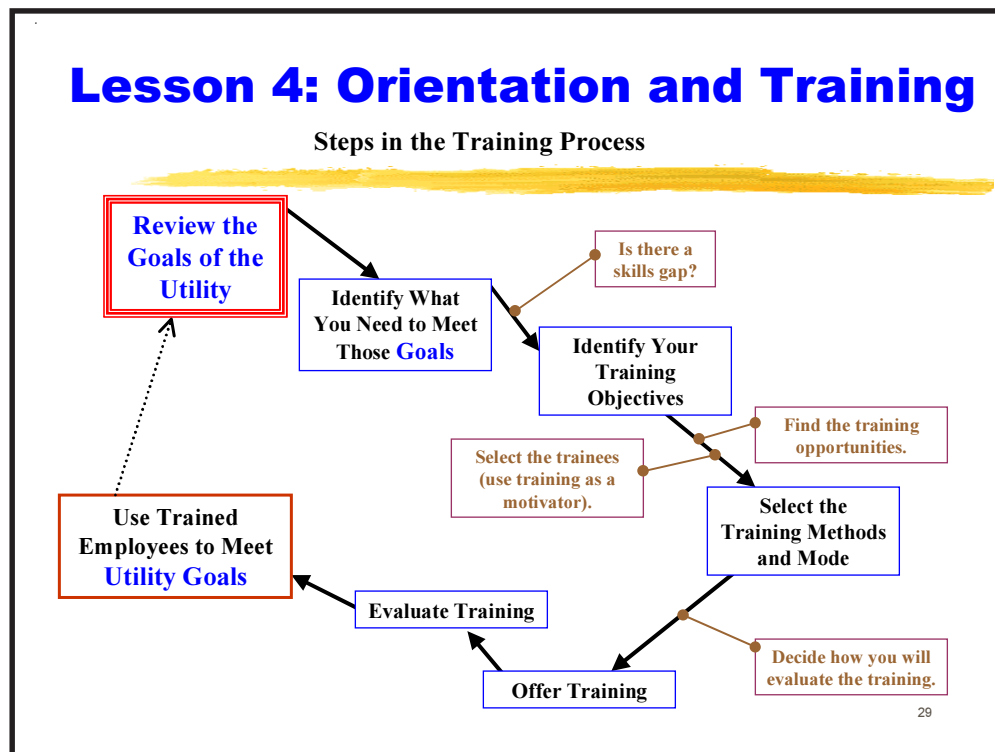 Lesson 4: Orientation and Training
Steps in the Training Process
Review the
Goals of the
Utility
Identify What
You Need to Meet
Those Goals
Is there a
skills gap?
Identify Your
Training
Objectives
Find the training
opportunities.
Select the trainees
(use training as a
motivator).
Select the
Training Methods
and Mode
Decide how you will
evaluate the training.
Offer Training
Evaluate Training
Use Trained
Employees to Meet
Utility Goals
29